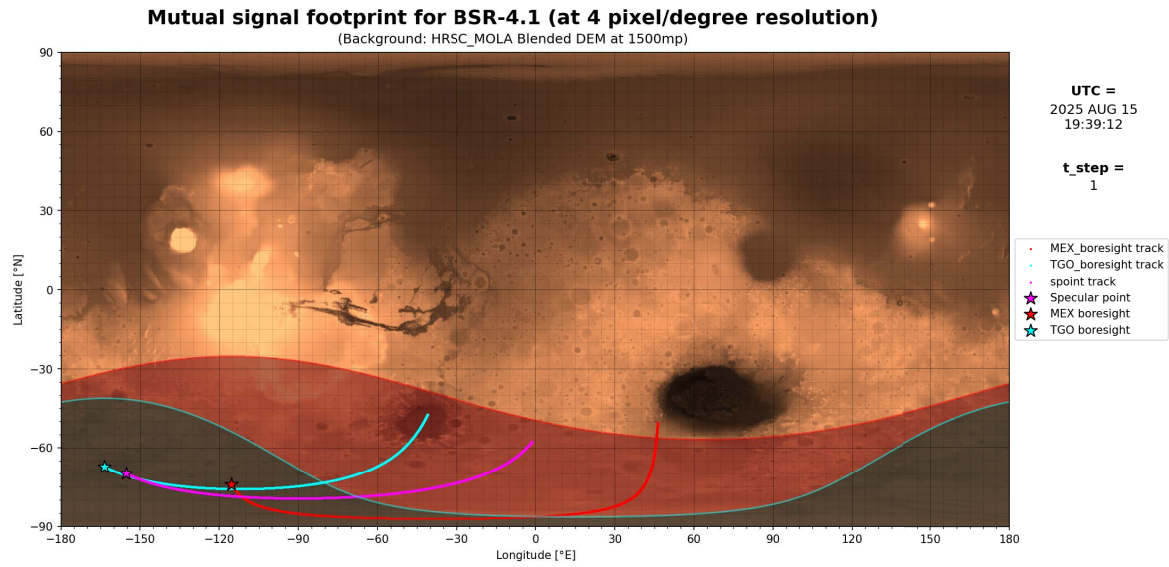 Mutual signal footprint for BSR-4.1 (at 4 pixel/degree resolution)
(Background: HRSC_MOLA Blended DEM at 1500mp)
90
60
30
0
−30
−60
−90
Latitude [°N]
−180
−150
−120
−90
−60
−30
0
30
60
90
120
150
180
Longitude [°E]
UTC =
2025 AUG 15
19:39:12
t_step =
1
MEX_boresight track
TGO_boresight track
spoint track
Specular point
MEX boresight
TGO boresight